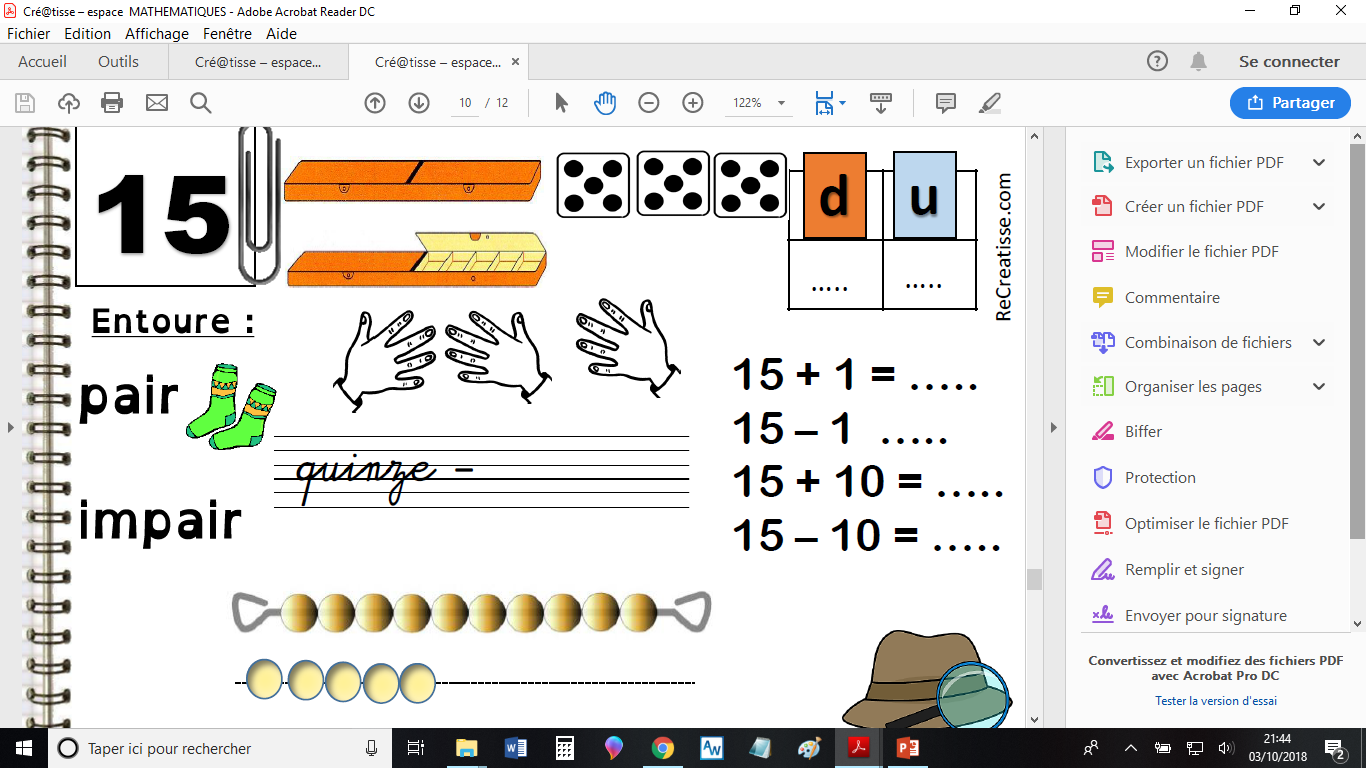 Cré@tisse – espace  MATHEMATIQUES - Adobe Acrobat Reader DC
Fichier Edition Affichage Fenêtre Aide
Accueil Outils Cré@tisse – espace... Cré@tisse – espace... × Se connecter
10 / 12 122% Partager
15
d u
..... .....
ReCreatisse.com
Entoure :
pair
impair
quinze –
15 + 1 = .....
15 – 1  .....
15 + 10 = .....
15 – 10 = .....
Exporter un fichier PDF
Créer un fichier PDF
Modifier le fichier PDF
Commentaire
Combinaison de fichiers
Organiser les pages
Biffer
Protection
Optimiser le fichier PDF
Remplir et signer
Envoyer pour signature
Convertissez et modifiez des fichiers PDF
avec Acrobat Pro DC
Tester la version d'essai
Taper ici pour rechercher
21:44
03/10/2018
2